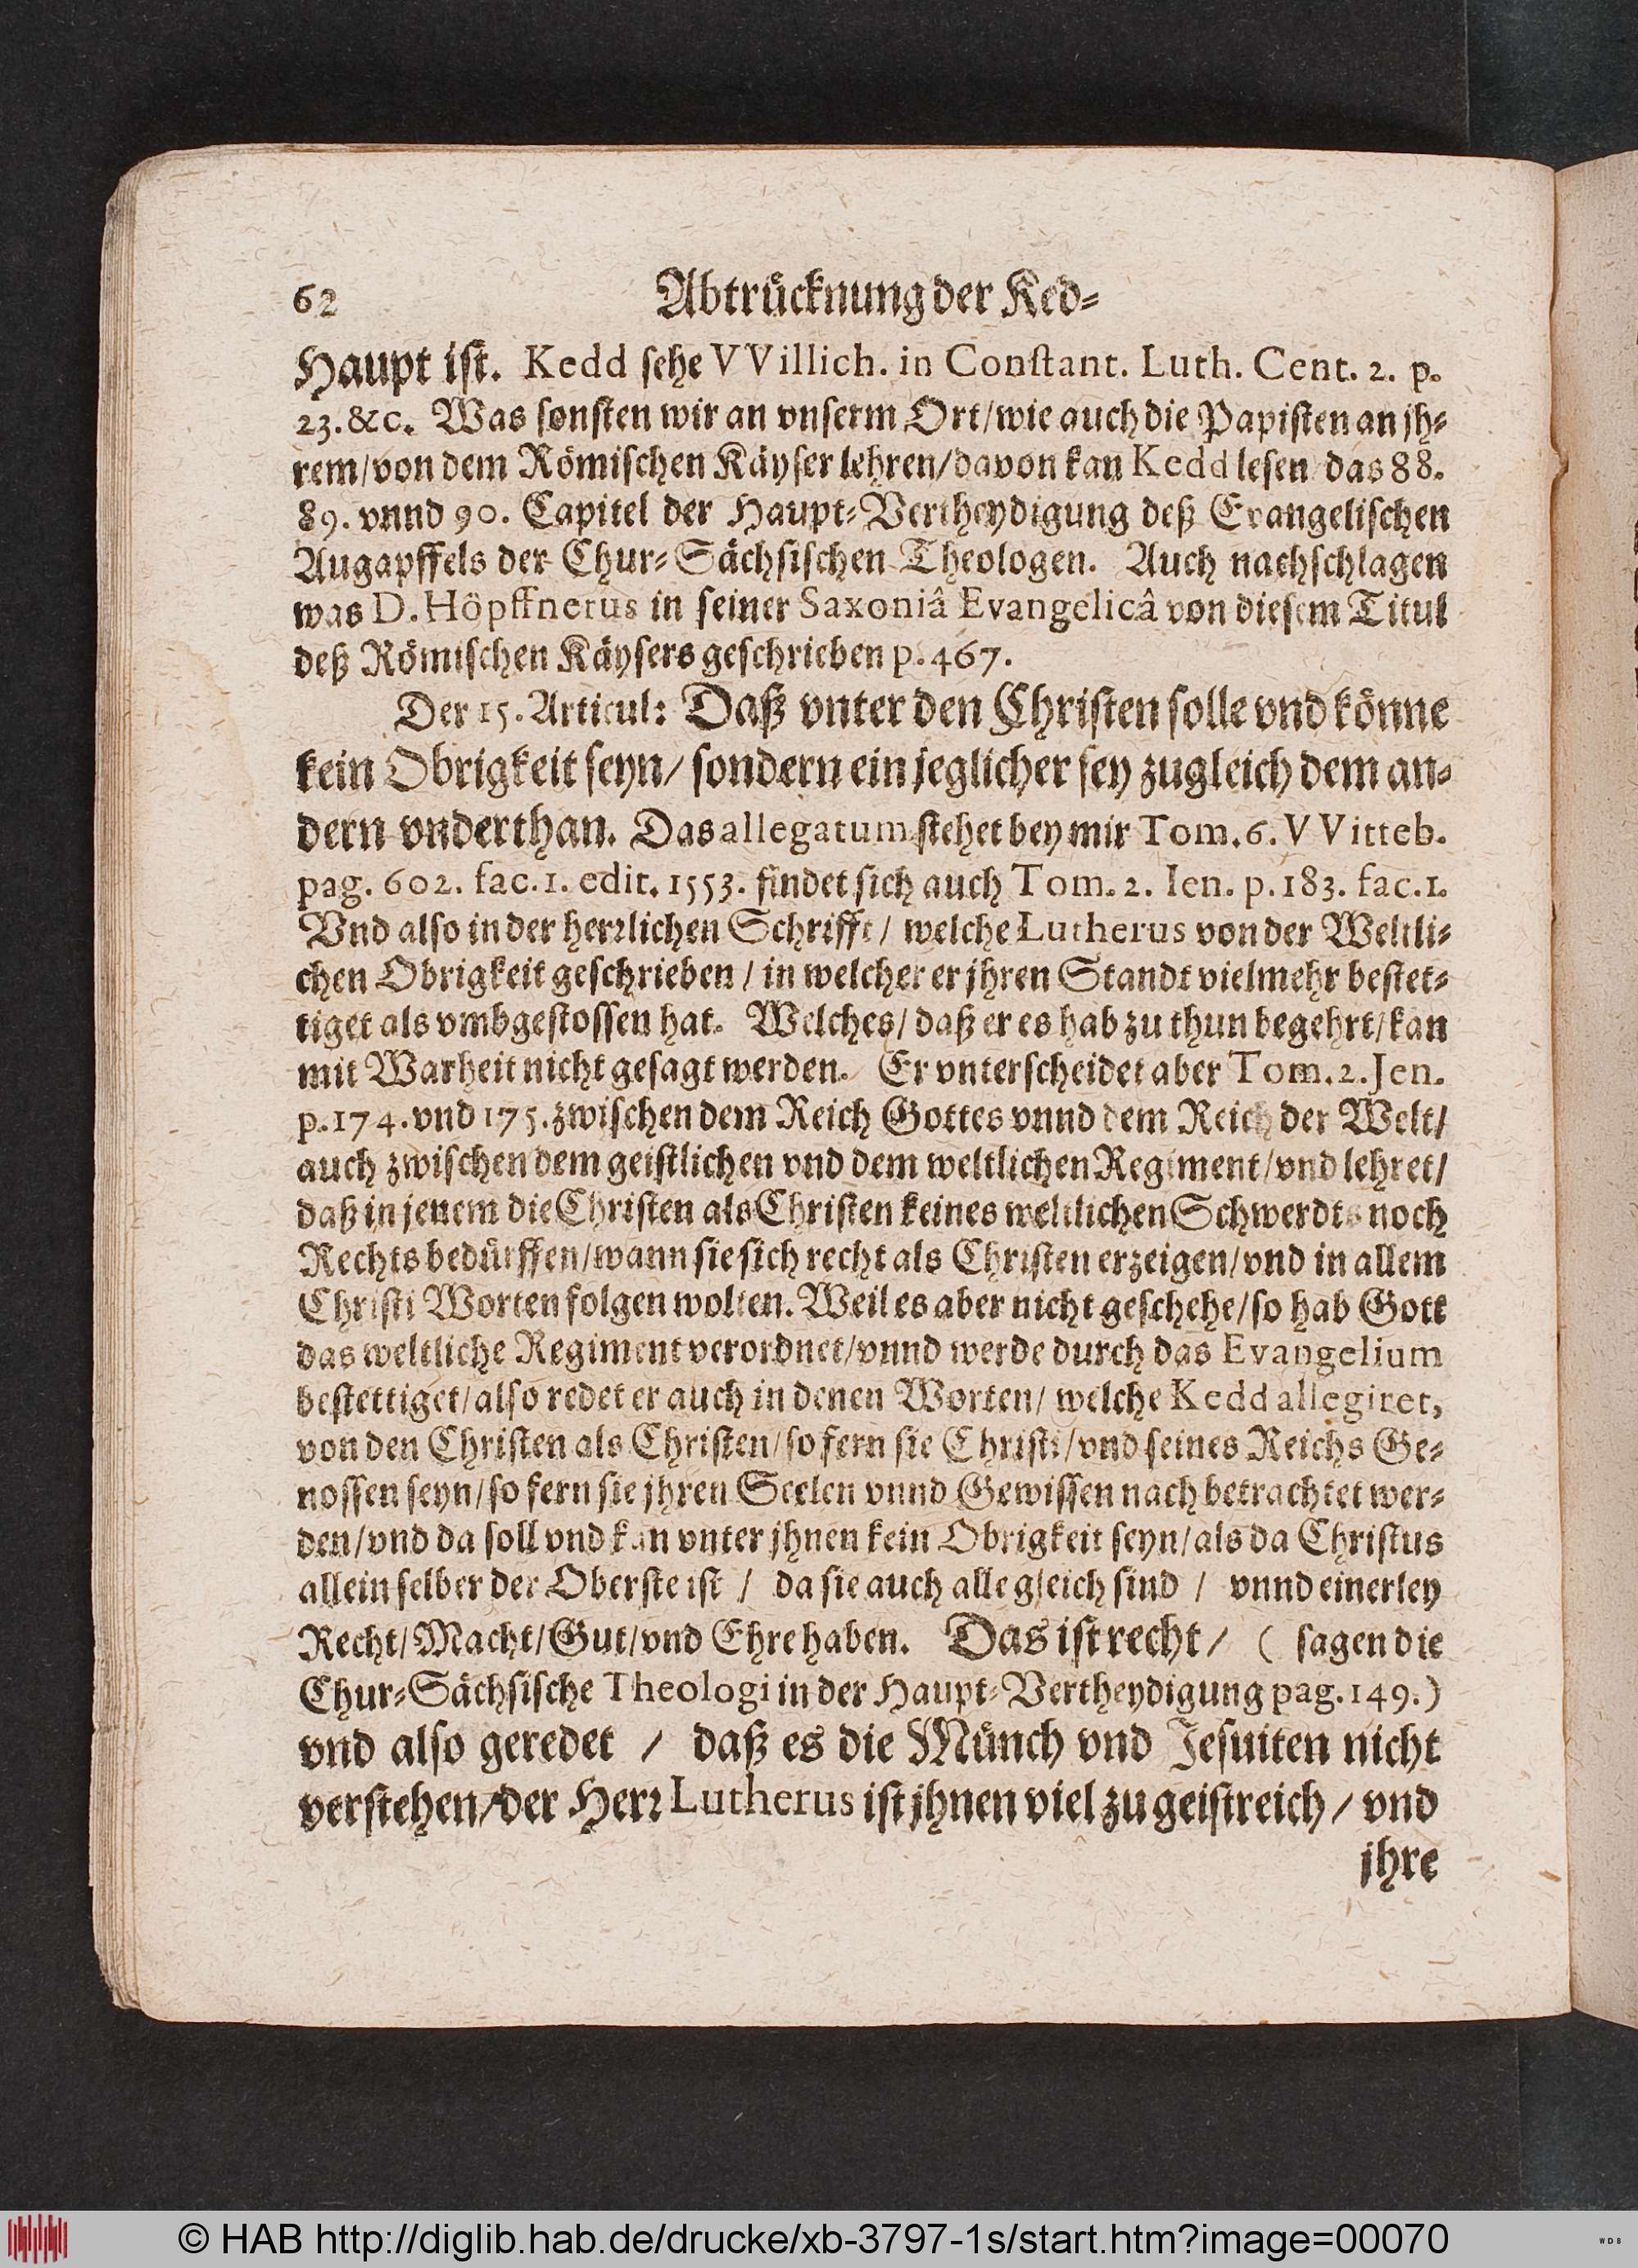 62 Abtrücknung der Ked-
Haupt ist. Kedd sehe VVillich. in Constant. Luth. Cent. 2. p.
23. &c. Was sonsten wir an vnserm Ort/ wie auch die Papisten an jh-
rem/ von dem Römischen Käyser lehren/ davon kan Kedd lesen das 88.
89. vnnd 90. Capitel der Haupt-Vertheydigung deß Evangelischen
Augapffels der Chur-Sächsischen Theologen. Auch nachschlagen
was D. Höpffnerus in seiner Saxoniâ Evangelicâ von diesem Titul
deß Römischen Käysers geschrieben p. 467.
Der 15. Articul: Daß vnter den Christen solle vnd könne
kein Obrigkeit seyn/ sondern ein jeglicher sey zugleich dem an-
dern vnderthan. Das allegatum stehet bey mir Tom. 6. VVitteb.
pag. 602. fac. 1. edit. 1553. findet sich auch Tom. 2. Ien. p. 183. fac. 1.
Vnd also in der herrlichen Schrifft/ welche Lutherus von der Weltli-
chen Obrigkeit geschrieben/ in welcher er jhren Standt vielmehr bestet-
tiget als vmbgestossen hat. Welches/ daß er es hab zu thun begehrt/ kan
mit Warheit nicht gesagt werden. Er vnterscheidet aber Tom. 2. Jen.
p. 174. vnd 175. zwischen dem Reich Gottes vnnd dem Reich der Welt/
auch zwischen dem geistlichen vnd dem weltlichen Regiment/ vnd lehret/
daß in jenem die Christen als Christen keines weltlichen Schwerdts noch
Rechts bedürffen/ wann sie sich recht als Christen erzeigen/ vnd in allem
Christi Worten folgen wolten. Weil es aber nicht geschehe/ so hab Gott
das weltliche Regiment verordnet/ vnnd werde durch das Evangelium
bestettiget/ also redet er auch in denen Worten/ welche Kedd allegiret,
von den Christen als Christen/ so fern sie Christi/ vnd seines Reichs Ge-
nossen seyn/ so fern sie jhren Seelen vnnd Gewissen nach betrachtet wer-
den/ vnd da soll vnd kan vnter jhnen kein Obrigkeit seyn/ als da Christus
allein selber der Oberste ist / da sie auch alle gleich sind / vnnd einerley
Recht/ Macht/ Gut/ vnd Ehre haben. Das ist recht / ( sagen die
Chur-Sächsische Theologi in der Haupt-Vertheydigung pag. 149.)
vnd also geredet / daß es die Münch vnd Jesuiten nicht
verstehen/ der Herr Lutherus ist jhnen viel zu geistreich / vnd
jhre
© HAB http://diglib.hab.de/drucke/xb-3797-1s/start.htm?image=00070
WDB